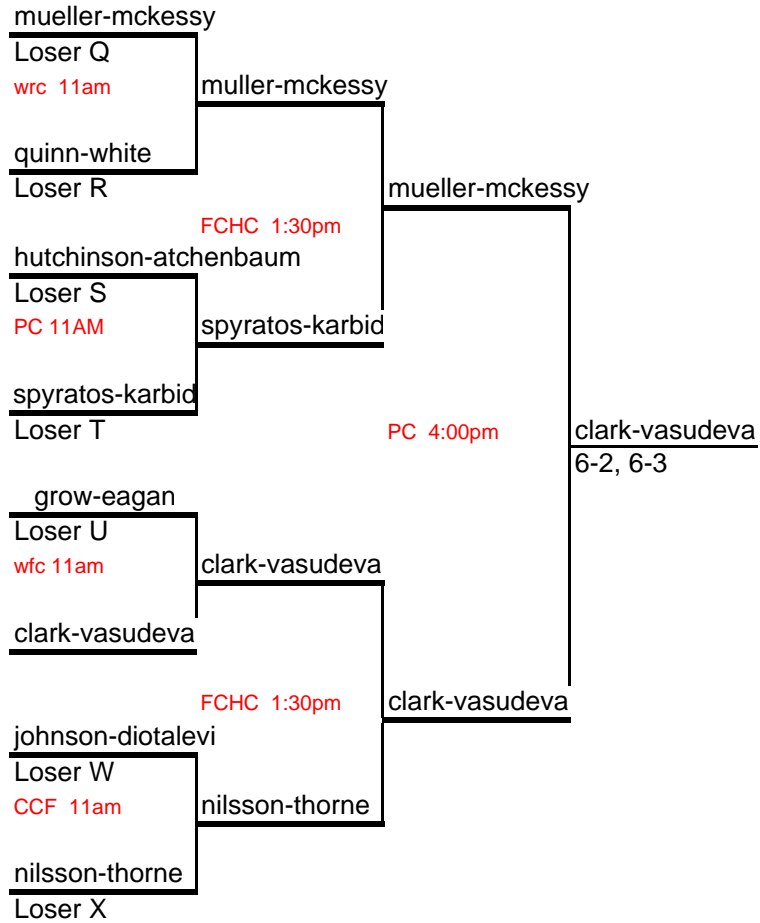 mueller-mckessy
Loser Q
wrc 11am
muller-mckessy
quinn-white
Loser R
mueller-mckessy
FCHC 1:30pm
hutchinson-atchenbaum
Loser S
PC 11AM
spyratos-karbid
spyratos-karbid
Loser T
PC 4:00pm
clark-vasudeva
6-2, 6-3
grow-eagan
Loser U
wfc 11am
clark-vasudeva
clark-vasudeva
FCHC 1:30pm
clark-vasudeva
johnson-diotalevi
Loser W
CCF 11am
nilsson-thorne
nilsson-thorne
Loser X